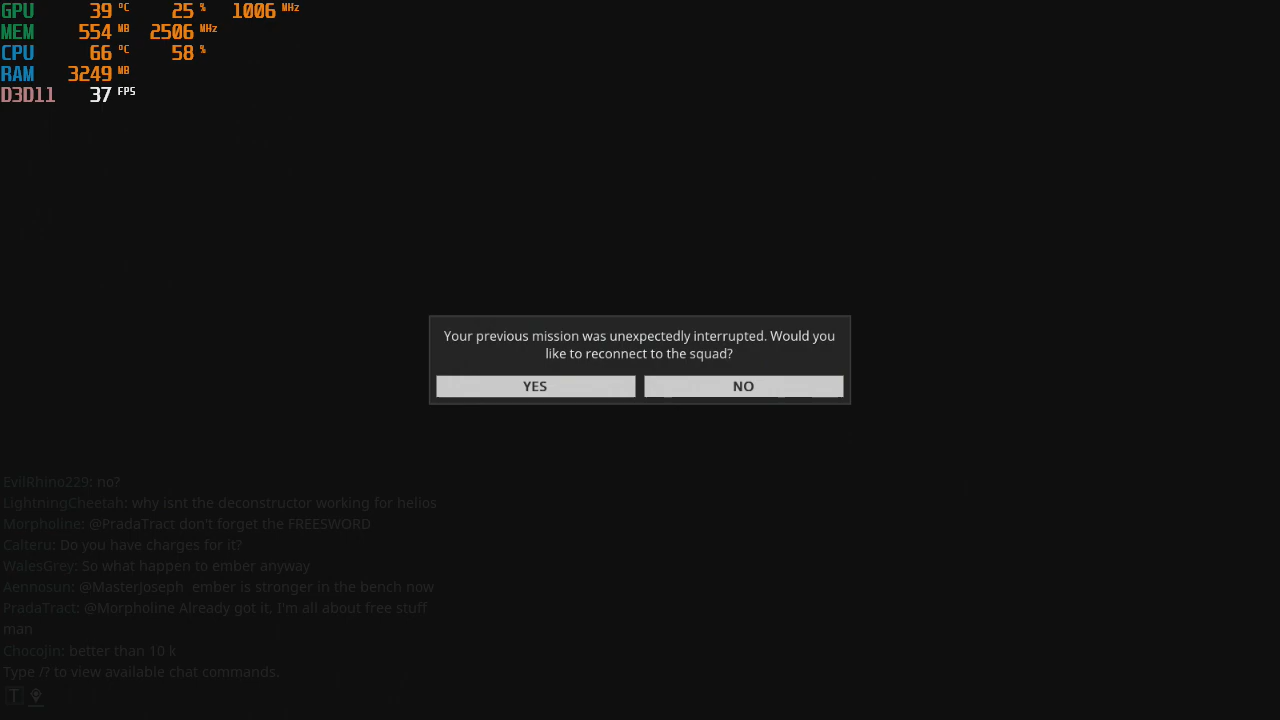 GPU 39 °C 25 % 1006 MHz
MEM 554 MB 2506 MHz
CPU 66 °C 58 %
RAM 3249 MB
D3D11 37 FPS
Your previous mission was unexpectedly interrupted. Would you
like to reconnect to the squad?
YES NO
EvilRhino229: no?
LightningCheetah: why isnt the deconstructor working for helios
Morpholine: @PradaTract don't forget the FREESWORD
Calteru: Do you have charges for it?
WalesGrey: So what happen to ember anyway
Aennosun: @MasterJoseph  ember is stronger in the bench now
PradaTract: @Morpholine Already got it, I'm all about free stuff
man
Chocojin: better than 10 k
Type /? to view available chat commands.
T